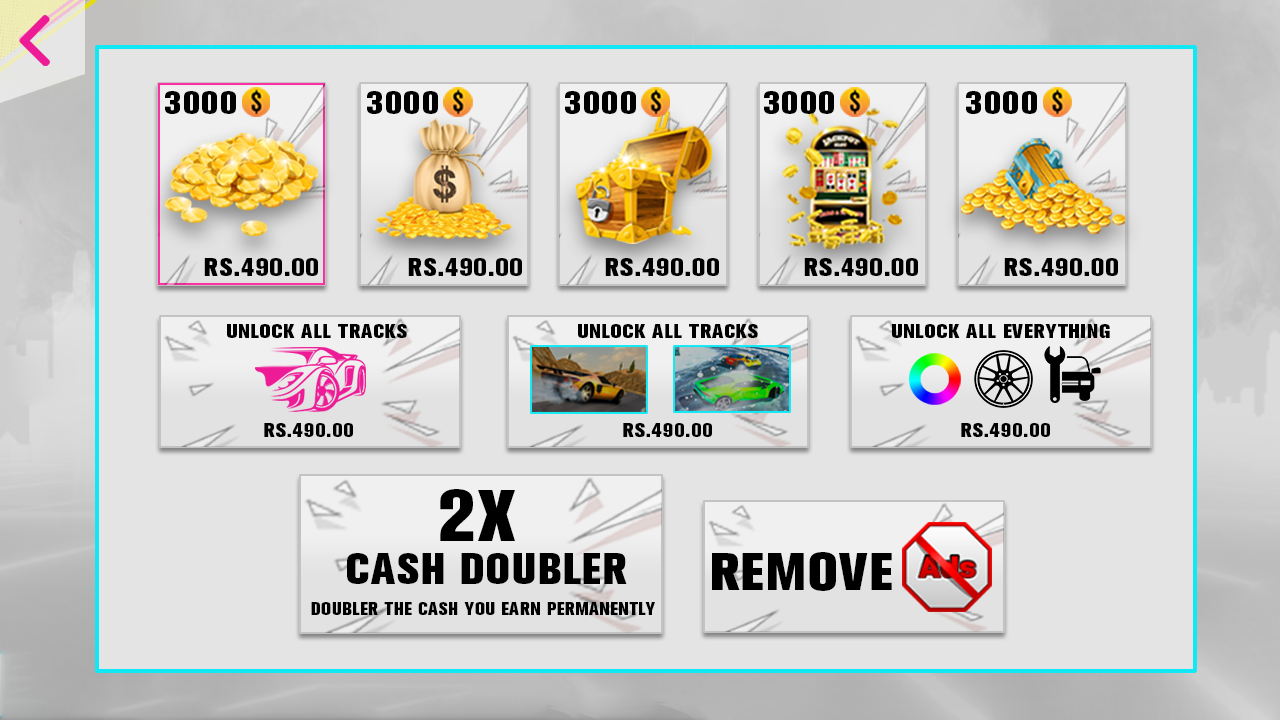 3000 $
3000 $
3000 $
3000 $
3000 $
$
JACKPOT
RS.490.00
RS.490.00
RS.490.00
RS.490.00
RS.490.00
UNLOCK ALL TRACKS
UNLOCK ALL TRACKS
UNLOCK ALL EVERYTHING
RS.490.00
RS.490.00
RS.490.00
2X
CASH DOUBLER
DOUBLER THE CASH YOU EARN PERMANENTLY
REMOVE Ads